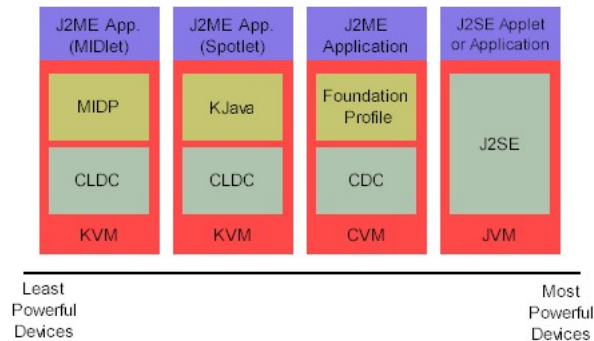 J2ME App.
(MIDlet)
MIDP
CLDC
KVM
J2ME App.
(Spotlet)
KJava
CLDC
KVM
J2ME
Application
Foundation
Profile
CDC
CVM
J2SE Applet
or Application
J2SE
JVM
Least
Powerful
Devices
Most
Powerful
Devices